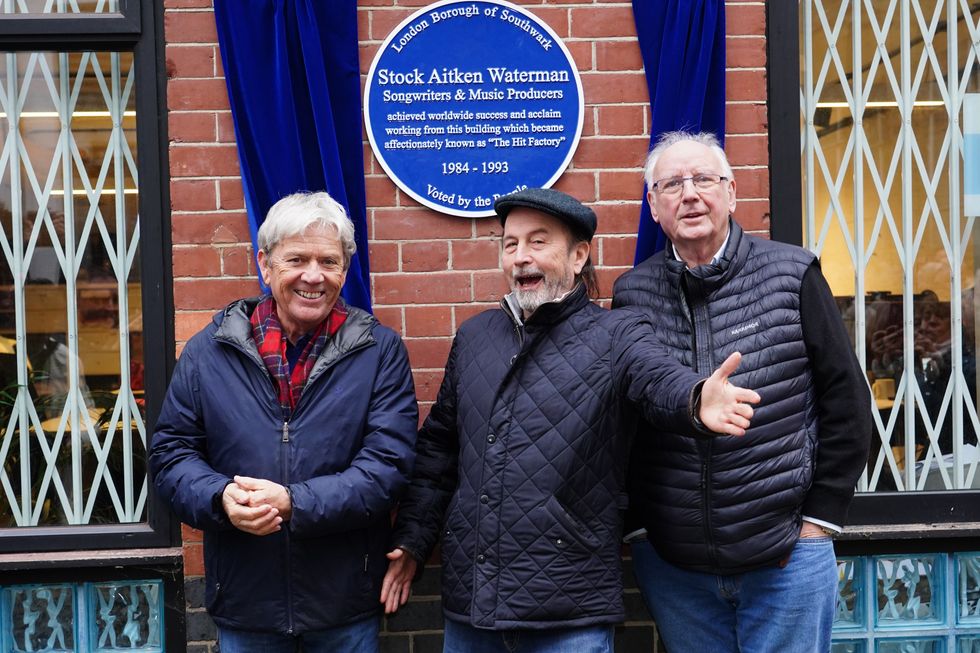 London Borough of Southwark
Stock Aitken Waterman
Songwriters & Music Producers
achieved worldwide success and acclaim
working from this building which became
affectionately known as "The Hit Factory"
1984 - 1993
Voted by the